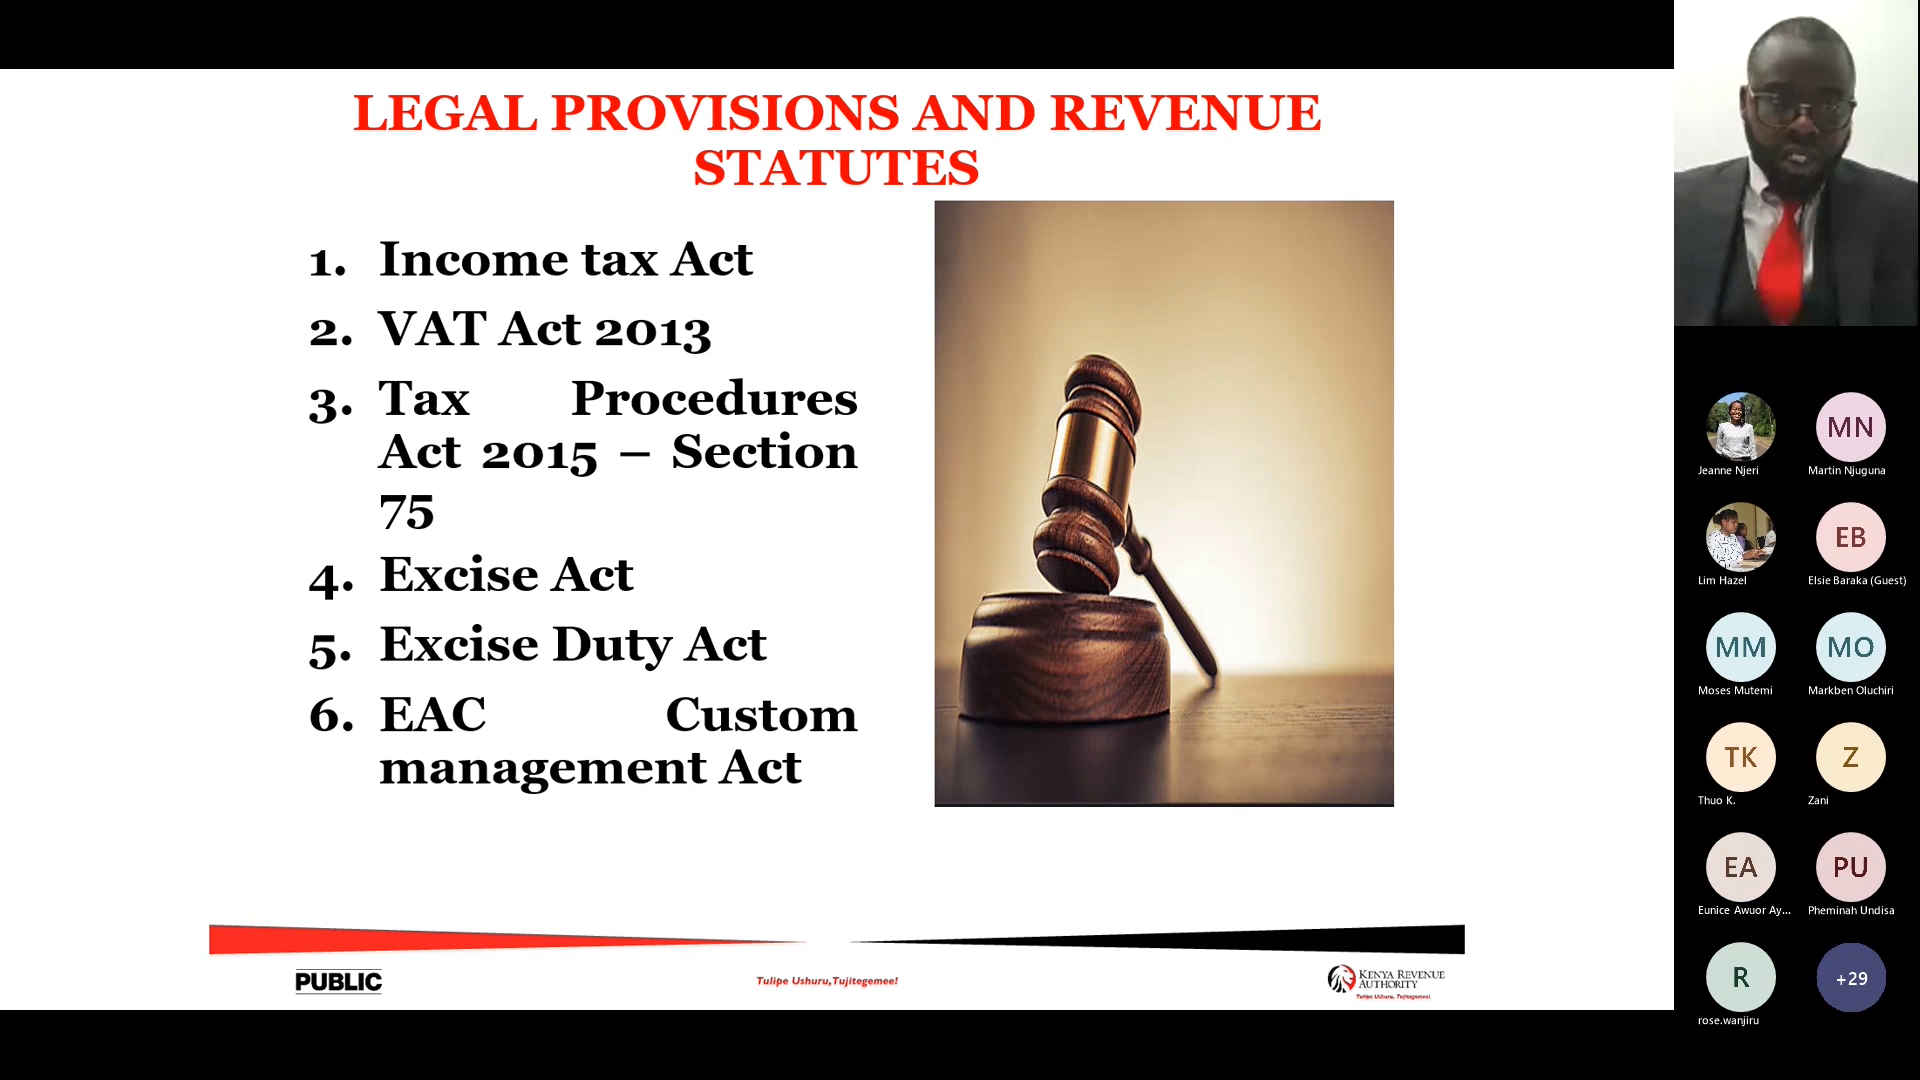 LEGAL PROVISIONS AND REVENUE
STATUTES
1. Income tax Act
2. VAT Act 2013
3. Tax Procedures
Act 2015 – Section
75
4. Excise Act
5. Excise Duty Act
6. EAC Custom
management Act
PUBLIC
Tulipe Ushuru,Tujitegemee!
KENYA REVENUE
AUTHORITY
Tulipe Ushuru, Tujitegemee!
Jeanne Njeri
MN
Martin Njuguna
Lim Hazel
EB
Elsie Baraka (Guest)
MM
Moses Mutemi
MO
Markben Oluchiri
TK
Thuo K.
Z
Zani
EA
Eunice Awuor Ay...
PU
Pheminah Undisa
R
rose.wanjiru
+29